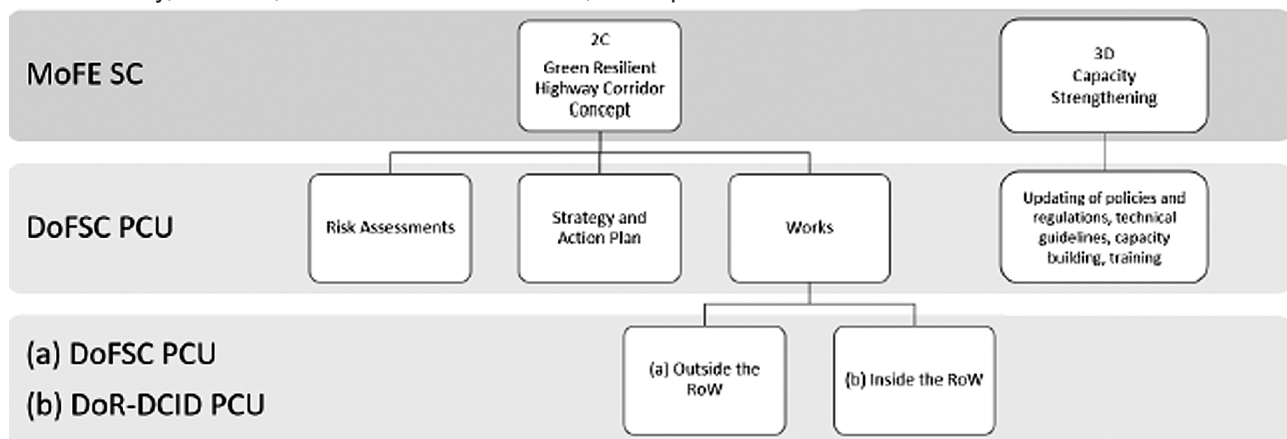 MoFE SC
2C
Green Resilient
Highway Corridor
Concept
3D
Capacity
Strengthening
DoFSC PCU
Risk Assessments
Strategy and
Action Plan
Works
Updating of policies and
regulations, technical
guidelines, capacity
building, training
(a) DoFSC PCU
(b) DoR-DCID PCU
(a) Outside the
RoW
(b) Inside the RoW